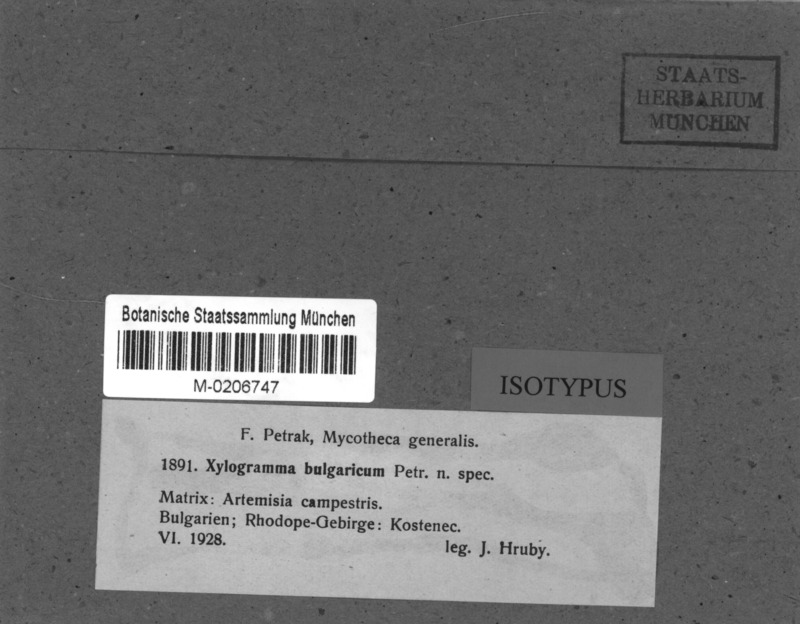 STAATS-
HERBARIUM
MÜNCHEN
Botanische Staatssammlung München
M-0206747
ISOTYPUS
F. Petrak, Mycotheca generalis.
1891. Xylogramma bulgaricum Petr. n. spec.
Matrix: Artemisia campestris.
Bulgarien; Rhodope-Gebirge: Kostenec.
VI. 1928. leg. J. Hruby.